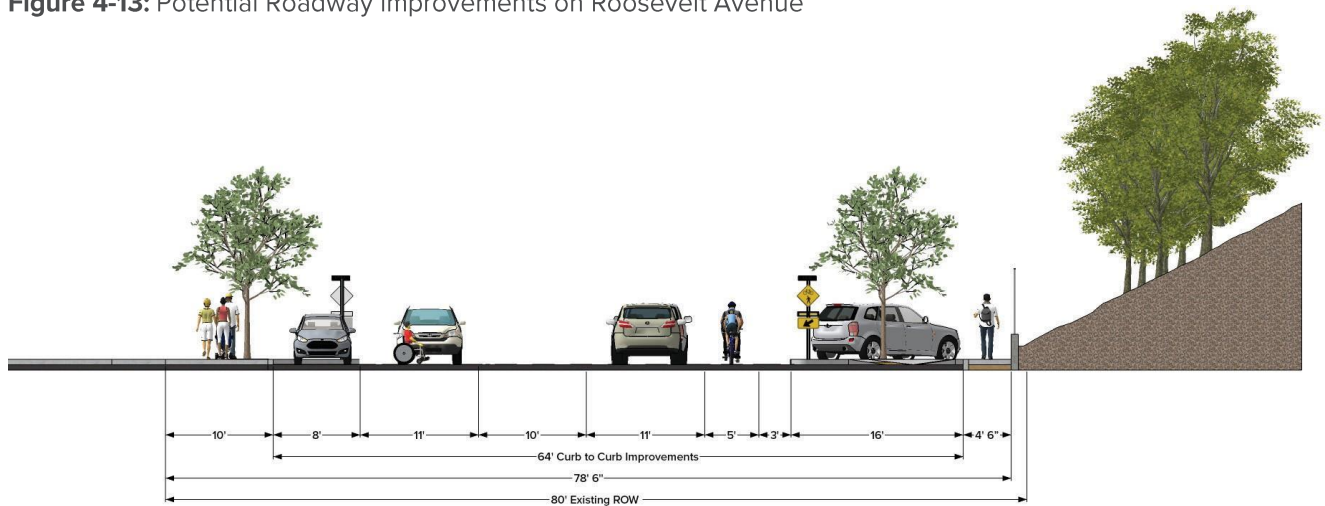 Figure 4-13: Potential Roadway Improvements on Roosevelt Avenue
10' 8' 11' 10' 11' 5' 3' 16' 4' 6"
64' Curb to Curb Improvements
78' 6"
80' Existing ROW